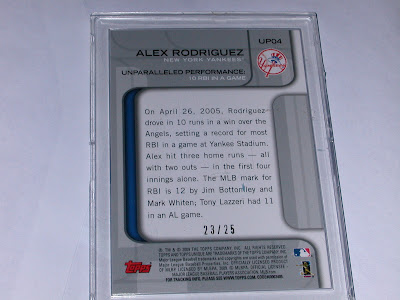 UP04
ALEX RODRIGUEZ
NEW YORK YANKEES
Yankees
UNPARALLELED PERFORMANCE:
10 RBI IN A GAME
On April 26, 2005, Rodriguez
drove in 10 runs in a win over the
Angels, setting a record for most
RBI in a game at Yankee Stadium.
Alex hit three home runs — all
with two outs — in the first four
innings alone. The MLB mark for
RBI is 12 by Jim Bottomley and
Mark Whiten; Tony Lazzeri had 11
in an AL game.
23/25
Topps